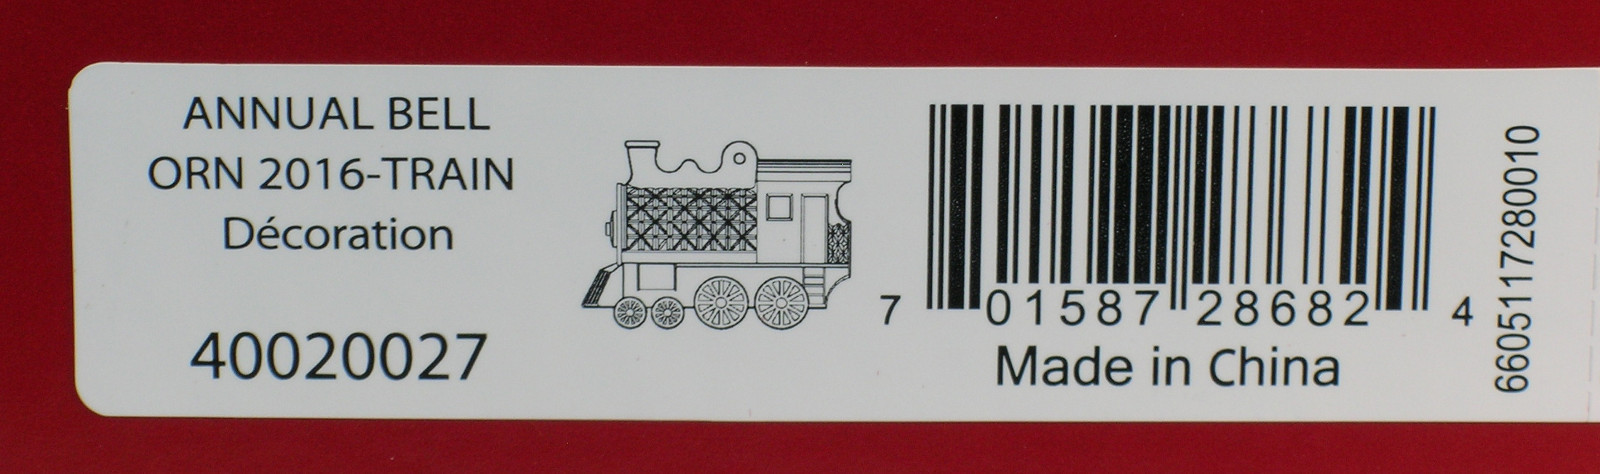 ANNUAL BELL
ORN 2016-TRAIN
Décoration
40020027
7 01587 28682 4
Made in China
6605117280010